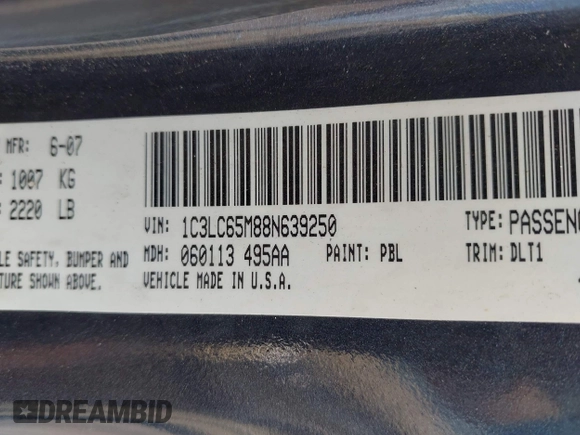 MFR: 6-07
1007 KG
2220 LB
VIN: 1C3LC65M88N639250
TYPE: PASSEN
LE SAFETY, BUMPER AND
MDH: 060113 495AA PAINT: PBL TRIM: DLT1
TURE SHOWN ABOVE.
VEHICLE MADE IN U.S.A.
DREAMBID